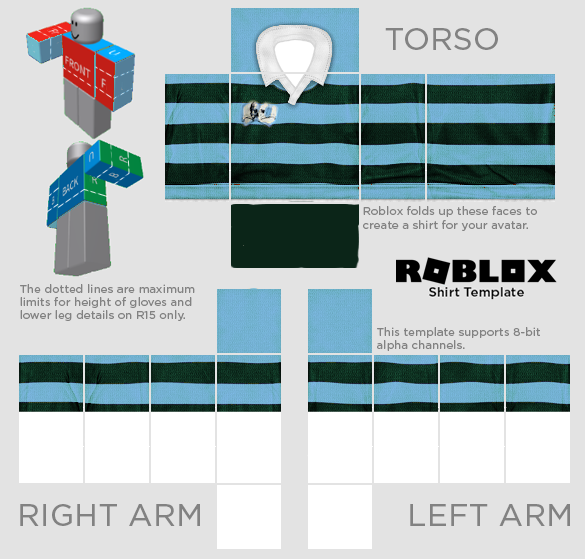 TORSO
FRONT
F
U
BACK
R
B
U
R
Roblox folds up these faces to
create a shirt for your avatar.
ROBLOX
Shirt Template
The dotted lines are maximum
limits for height of gloves and
lower leg details on R15 only.
This template supports 8-bit
alpha channels.
RIGHT ARM
LEFT ARM